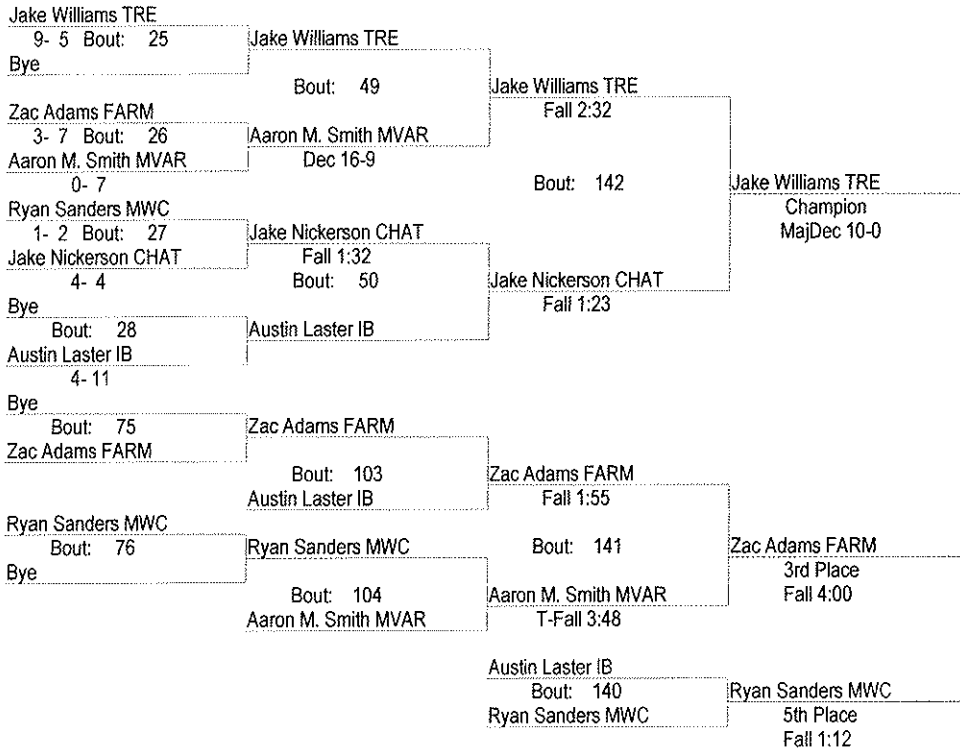 Jake Williams TRE
9- 5 Bout: 25
Bye
Jake Williams TRE
Bout: 49
Jake Williams TRE
Fall 2:32
Zac Adams FARM
3- 7 Bout: 26
Aaron M. Smith MVAR
0- 7
Aaron M. Smith MVAR
Dec 16-9
Bout: 142
Jake Williams TRE
Champion
MajDec 10-0
Ryan Sanders MWC
1- 2 Bout: 27
Jake Nickerson CHAT
4- 4
Jake Nickerson CHAT
Fall 1:32
Bout: 50
Jake Nickerson CHAT
Fall 1:23
Bye
Bout: 28
Austin Laster IB
4- 11
Austin Laster IB
Bye
Bout: 75
Zac Adams FARM
Zac Adams FARM
Bout: 103
Austin Laster IB
Zac Adams FARM
Fall 1:55
Ryan Sanders MWC
Bout: 76
Bye
Ryan Sanders MWC
Bout: 104
Aaron M. Smith MVAR
Bout: 141
Aaron M. Smith MVAR
T-Fall 3:48
Zac Adams FARM
3rd Place
Fall 4:00
Austin Laster IB
Bout: 140
Ryan Sanders MWC
Ryan Sanders MWC
5th Place
Fall 1:12